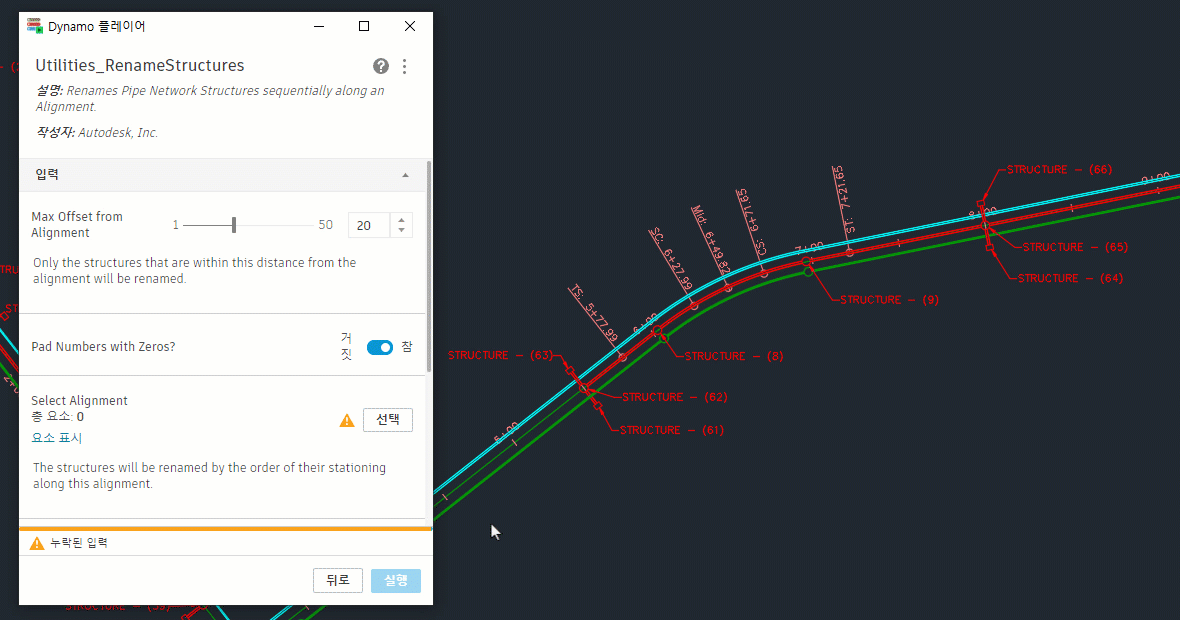 Dynamo 플레이어
Utilities_RenameStructures
설명: Renames Pipe Network Structures sequentially along an
Alignment.
작성자: Autodesk, Inc.
입력
Max Offset from
Alignment
1
50
20
Only the structures that are within this distance from the
alignment will be renamed.
Pad Numbers with Zeros?
거
짓
참
Select Alignment
총 요소: 0
요소 표시
선택
The structures will be renamed by the order of their stationing
along this alignment.
누락된 입력
뒤로
실행
STRUCTURE - (66)
STRUCTURE - (65)
STRUCTURE - (64)
STRUCTURE - (9)
STRUCTURE - (8)
STRUCTURE - (63)
STRUCTURE - (62)
STRUCTURE - (61)
TS: 5+77.99
SC: 6+27.99
Mid: 6+49.82
CS: 6+71.65
ST: 7+21.65
5+00
6+00
7+00
8+00
9+00